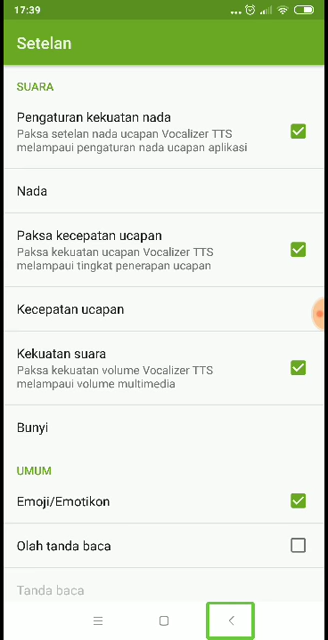 17:39
Setelan
SUARA
Pengaturan kekuatan nada
Paksa setelan nada ucapan Vocalizer TTS
melampaui pengaturan nada ucapan aplikasi
Nada
Paksa kecepatan ucapan
Paksa kekuatan ucapan Vocalizer TTS
melampaui tingkat penerapan ucapan
Kecepatan ucapan
Kekuatan suara
Paksa kekuatan volume Vocalizer TTS
melampaui volume multimedia
Bunyi
UMUM
Emoji/Emotikon
Olah tanda baca
Tanda baca